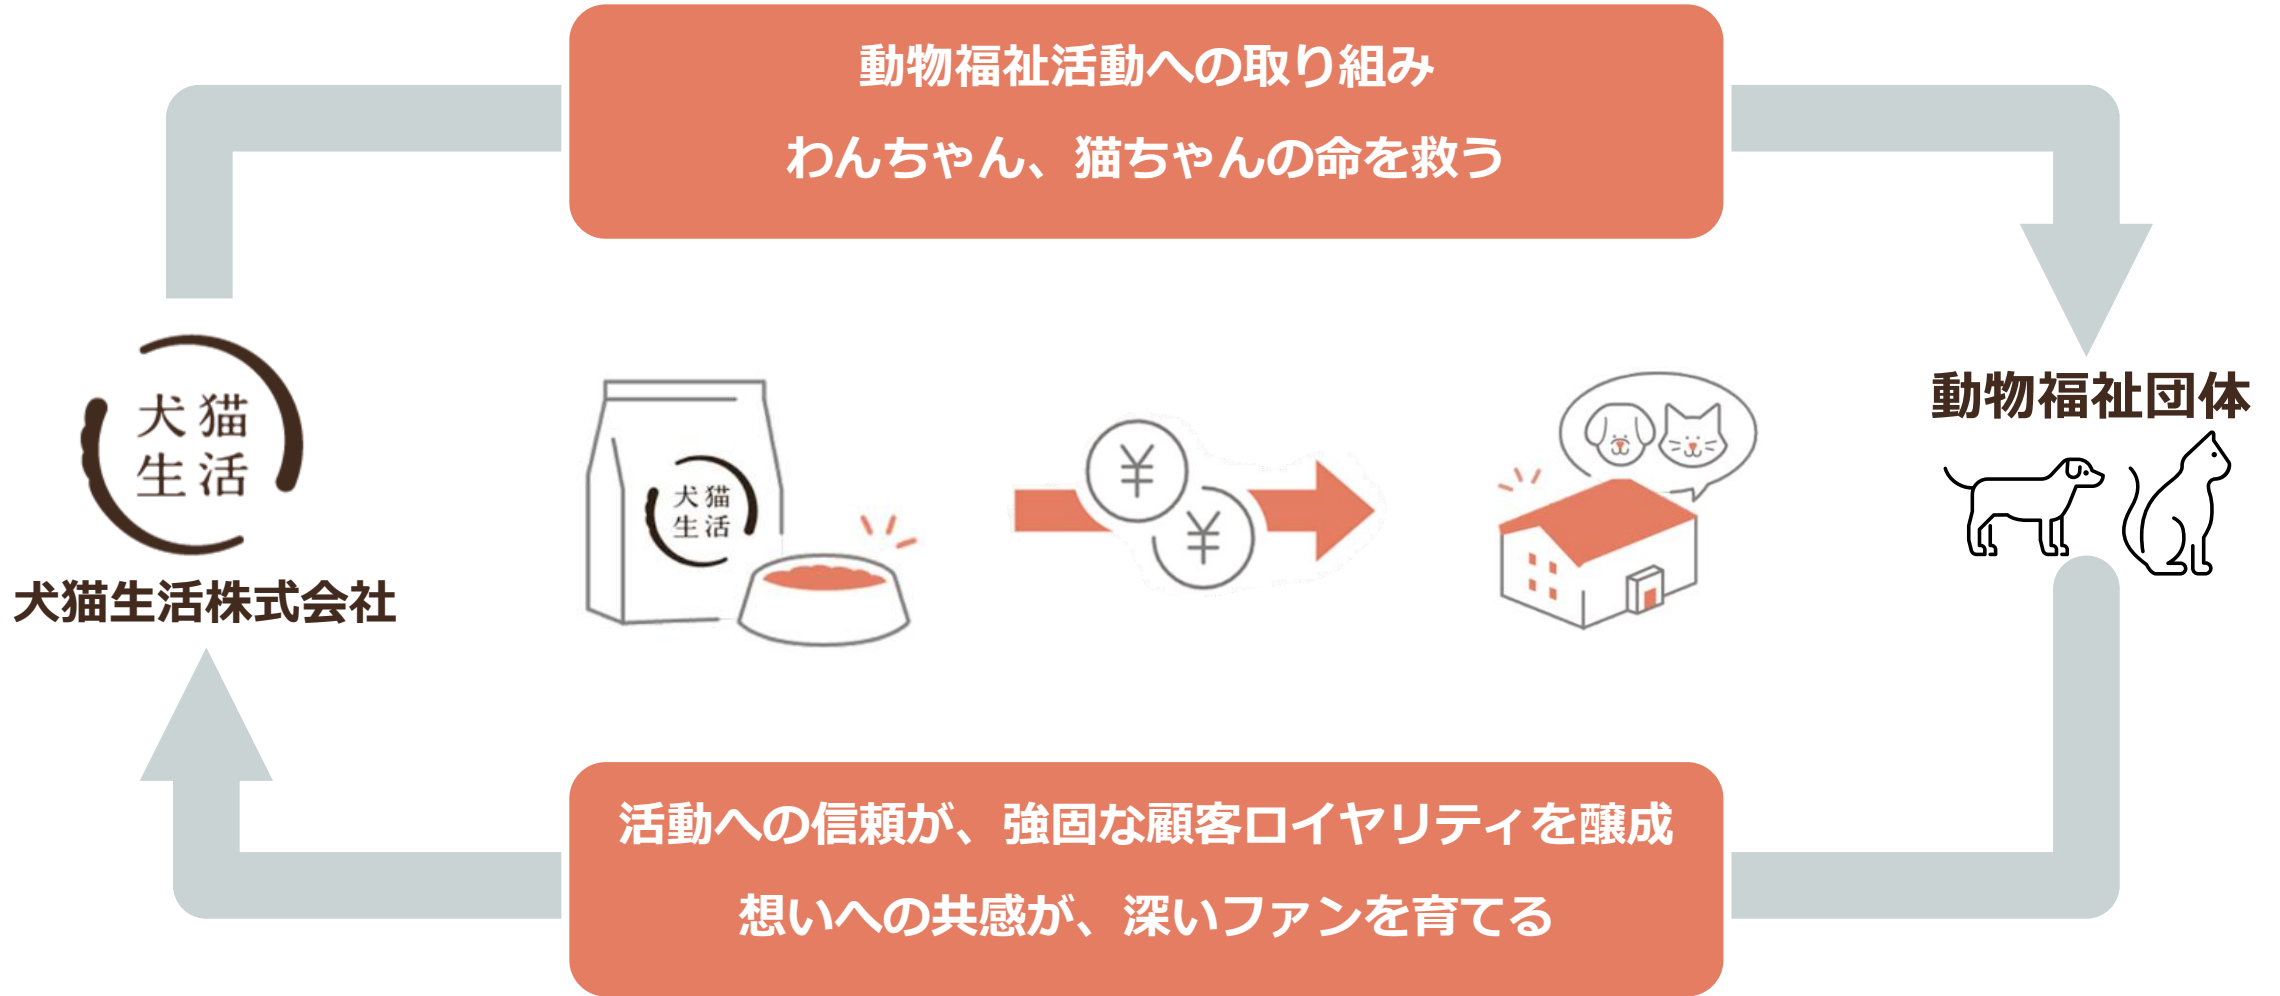 動物福祉活動への取り組み
わんちゃん、猫ちゃんの命を救う
犬猫
生活
犬猫生活株式会社
犬猫
生活
¥
¥
動物福祉団体
活動への信頼が、強固な顧客ロイヤリティを醸成
想いへの共感が、深いファンを育てる